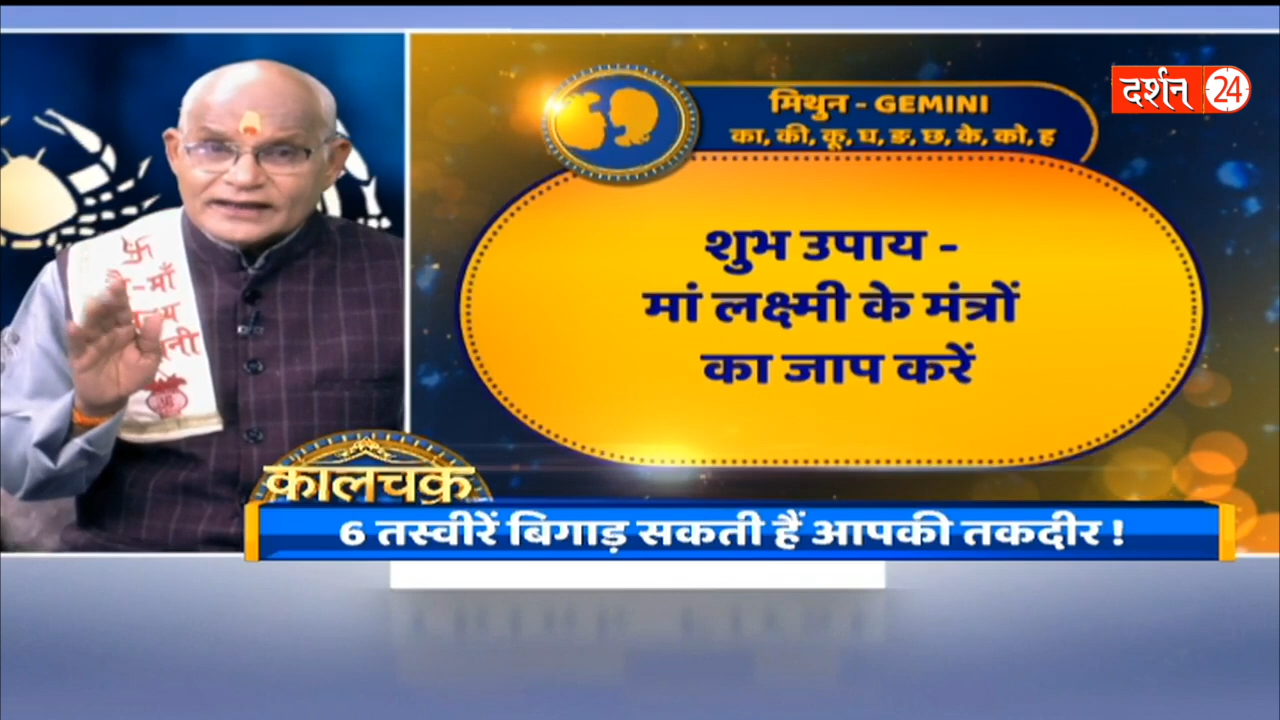 दर्शन 24
मिथुन - GEMINI
का, की, कू, घ, ङ, छ, के, को, ह
शुभ उपाय -
मां लक्ष्मी के मंत्रों
का जाप करें
माँ
कालचक्र
6 तस्वीरें बिगाड़ सकती हैं आपकी तकदीर !